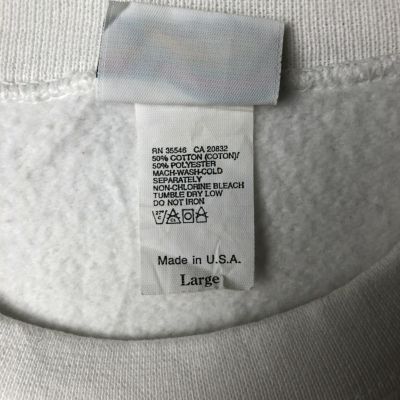 RN 35546 CA 20832
50% COTTON (COTON)/
50% POLYESTER
MACH-WASH-COLD
SEPARATELY
NON-CHLORINE BLEACH
TUMBLE DRY LOW
DO NOT IRON
Made in U.S.A.
Large